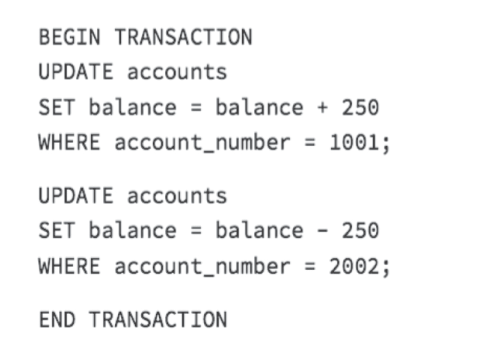 BEGIN TRANSACTION
UPDATE accounts
SET balance = balance + 250
WHERE account_number = 1001;
UPDATE accounts
SET balance = balance - 250
WHERE account_number = 2002;
END TRANSACTION